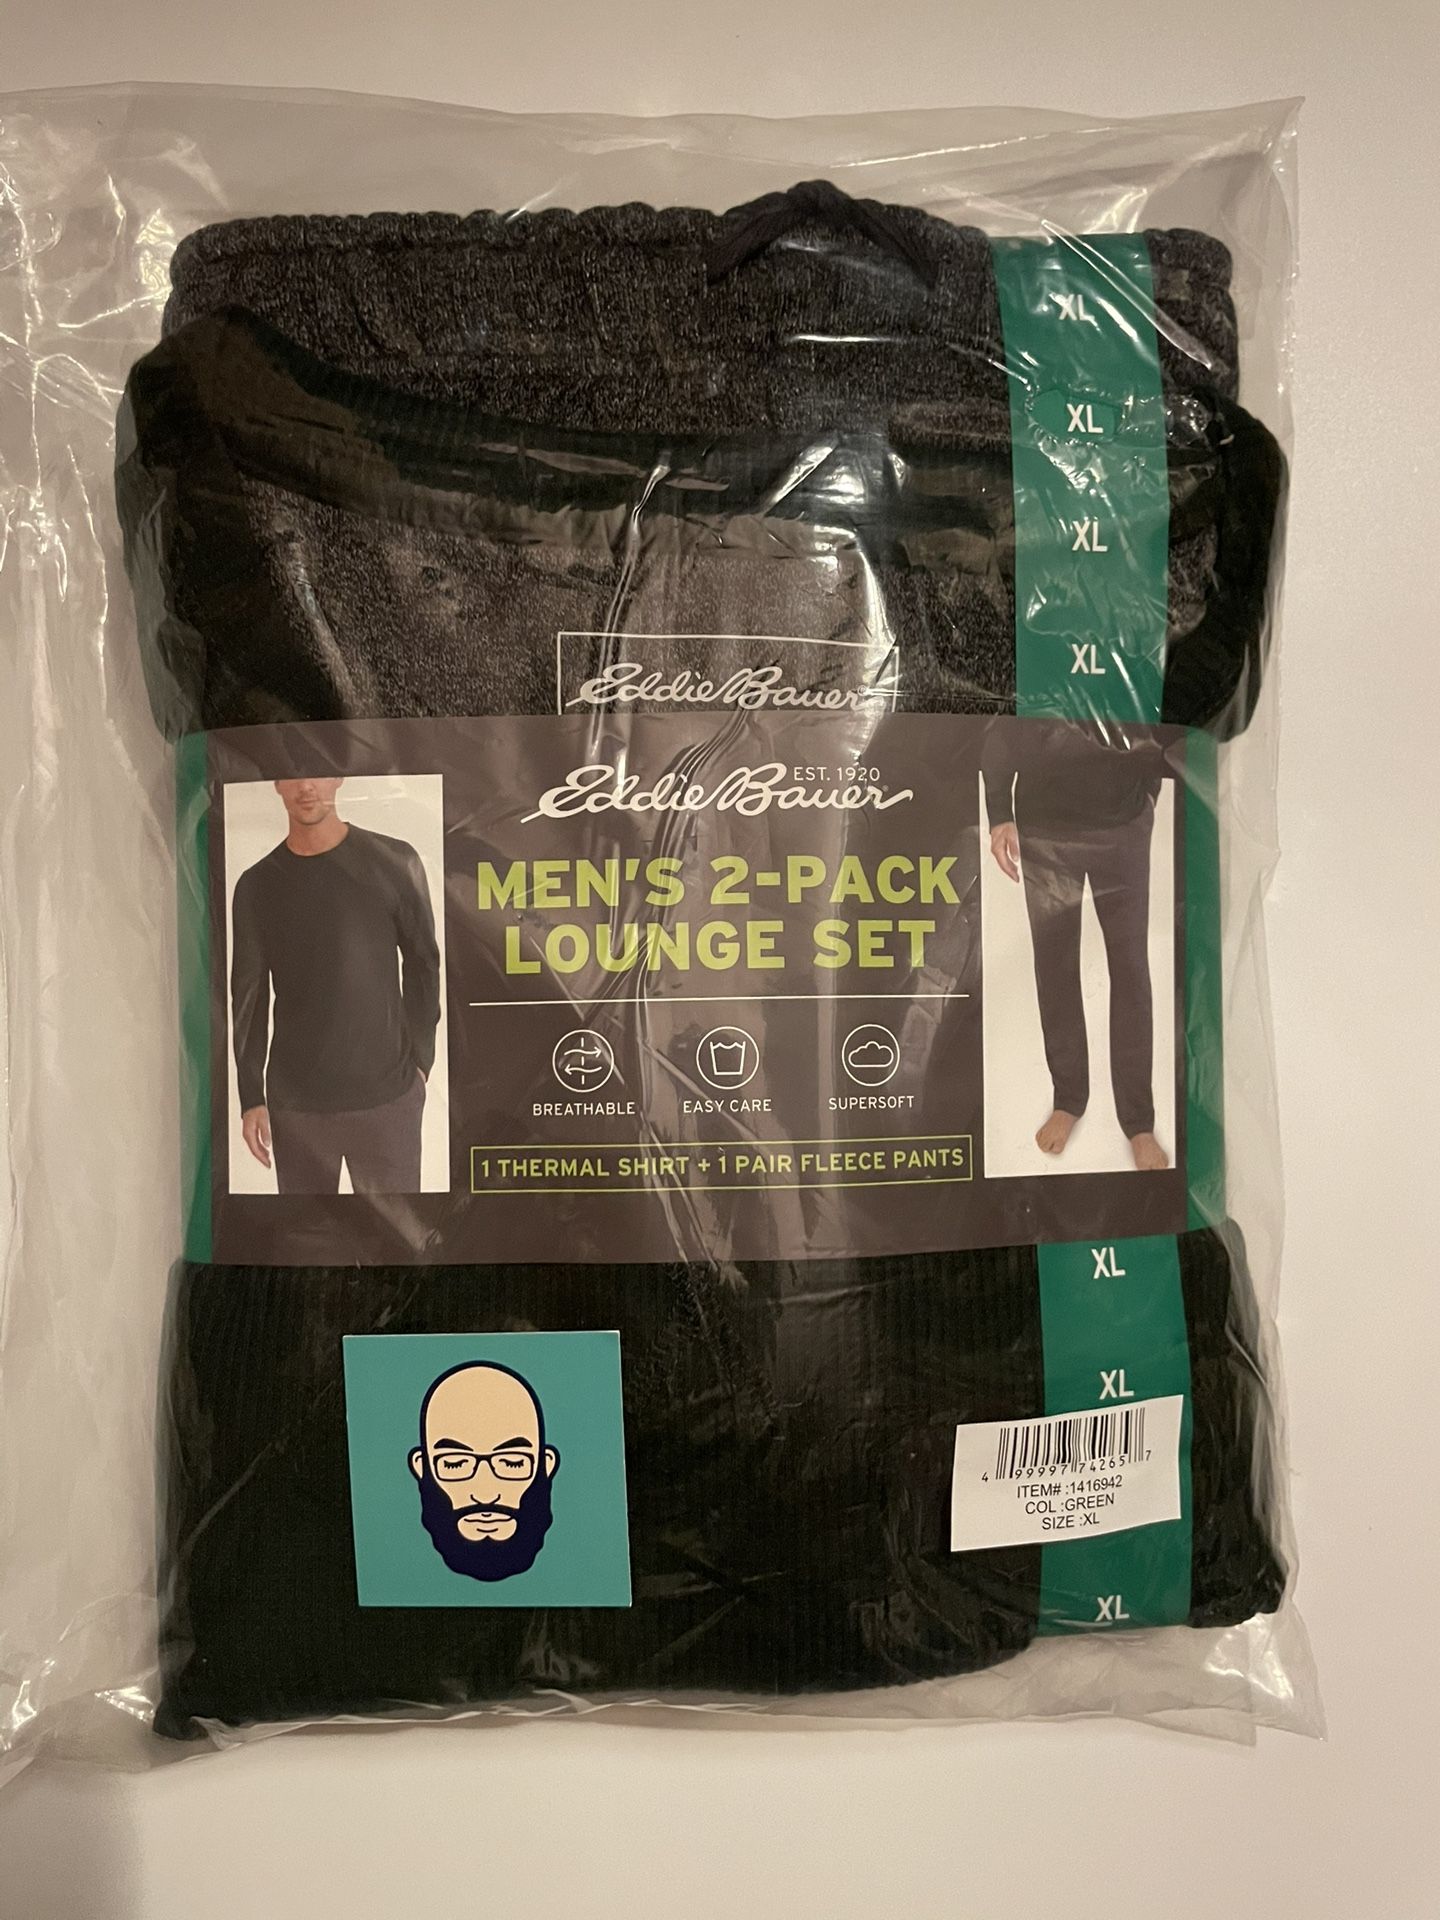 XL
XL
XL
XL
Eddie Bauer®
EST. 1920
Eddie Bauer
MEN'S 2-PACK
LOUNGE SET
BREATHABLE
EASY CARE
SUPERSOFT
1 THERMAL SHIRT + 1 PAIR FLEECE PANTS
XL
XL
4 99997 74265 7
ITEM# :1416942
COL :GREEN
SIZE :XL
XL